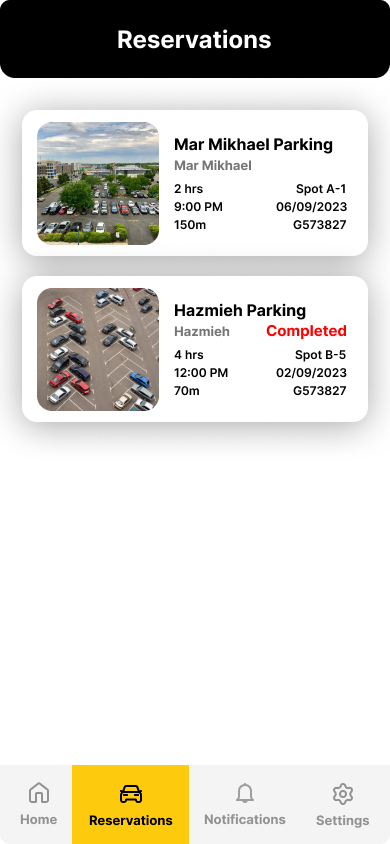 Reservations
Mar Mikhael Parking
Mar Mikhael
2 hrs Spot A-1
9:00 PM 06/09/2023
150m G573827
Hazmieh Parking
Hazmieh Completed
4 hrs Spot B-5
12:00 PM 02/09/2023
70m G573827
Home Reservations Notifications Settings